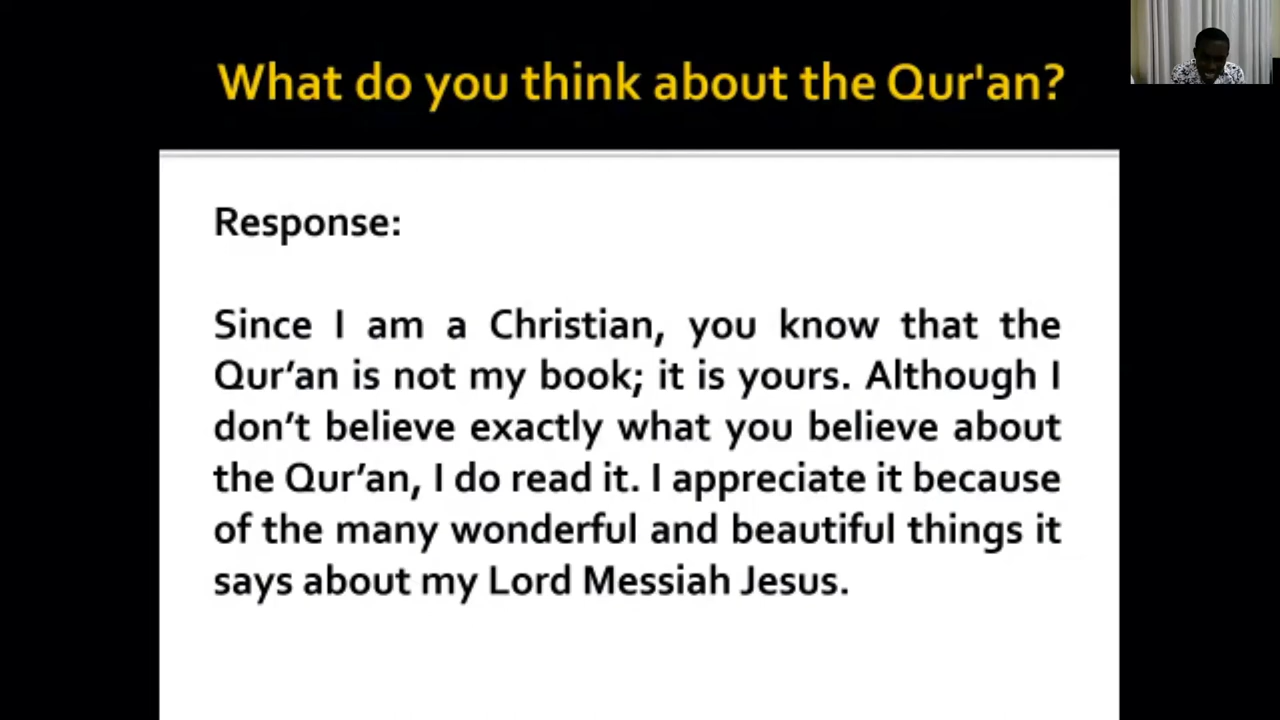 What do you think about the Qur'an?
Response:
Since I am a Christian, you know that the
Qur’an is not my book; it is yours. Although I
don’t believe exactly what you believe about
the Qur’an, I do read it. I appreciate it because
of the many wonderful and beautiful things it
says about my Lord Messiah Jesus.